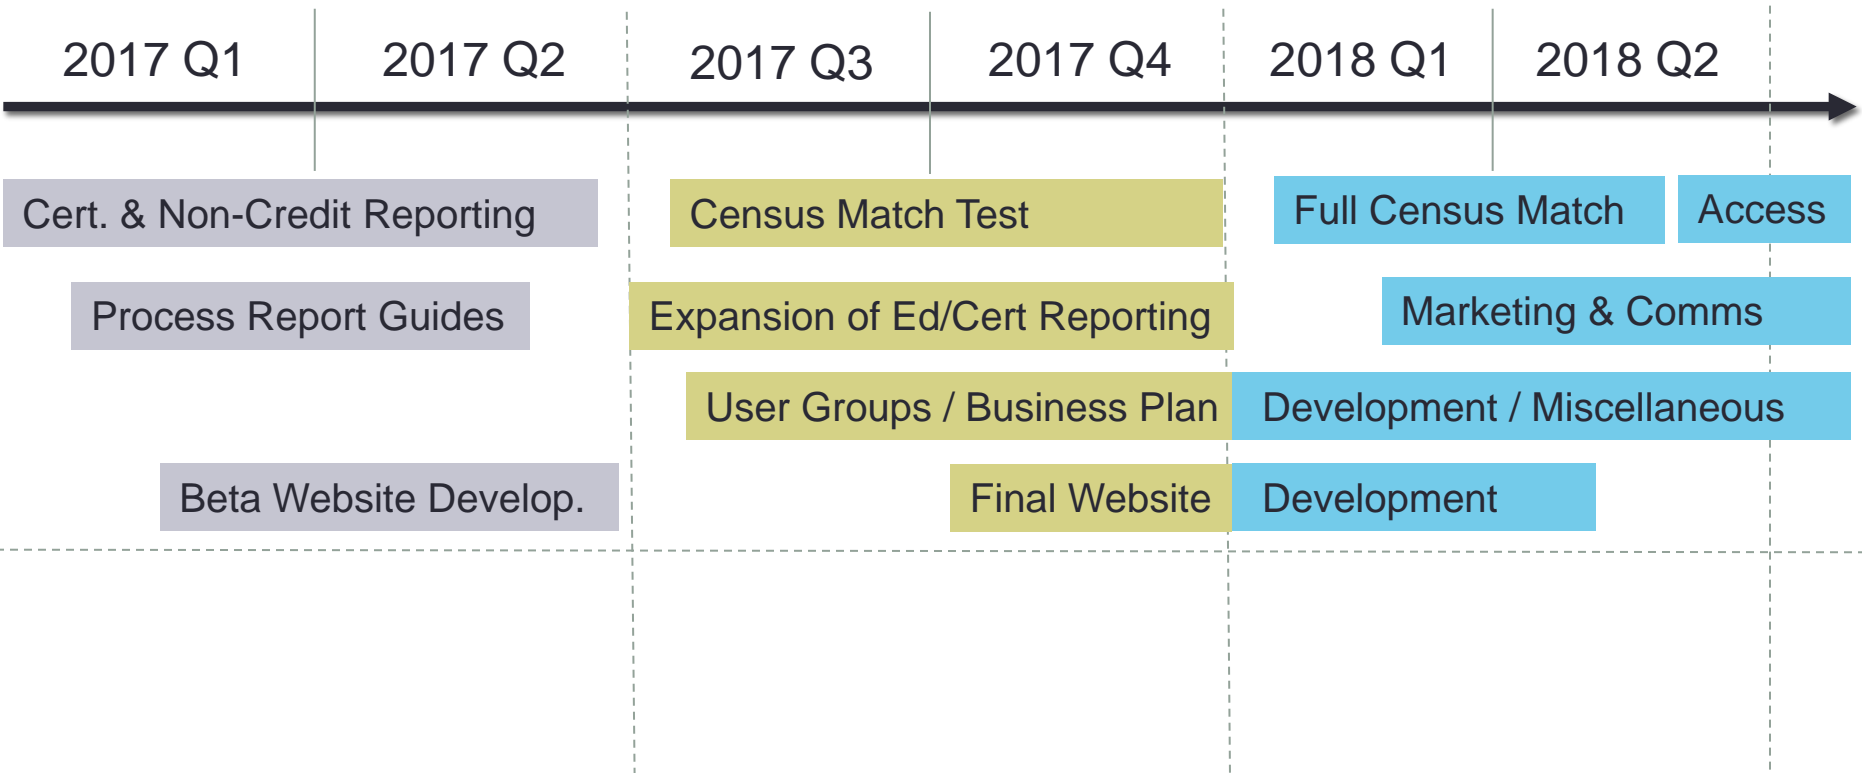 2017 Q1 2017 Q2 2017 Q3 2017 Q4 2018 Q1 2018 Q2
Cert. & Non-Credit Reporting Census Match Test Full Census Match Access
Process Report Guides Expansion of Ed/Cert Reporting Marketing & Comms
User Groups / Business Plan Development / Miscellaneous
Beta Website Develop. Final Website Development